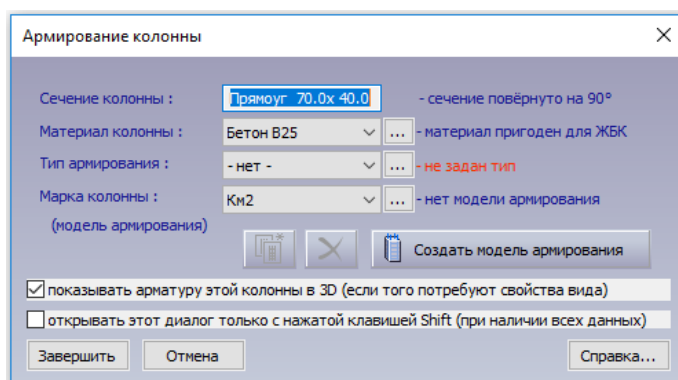 Армирование колонны
Сечение колонны : Прямоуг 70.0x 40.0 - сечение повёрнуто на 90°
Материал колонны : Бетон B25 ... - материал пригоден для ЖБК
Тип армирования : - нет - ... - не задан тип
Марка колонны : Км2 ... - нет модели армирования
(модель армирования)
Создать модель армирования
показывать арматуру этой колонны в 3D (если того потребуют свойства вида)
открывать этот диалог только с нажатой клавишей Shift (при наличии всех данных)
Завершить Отмена Справка...